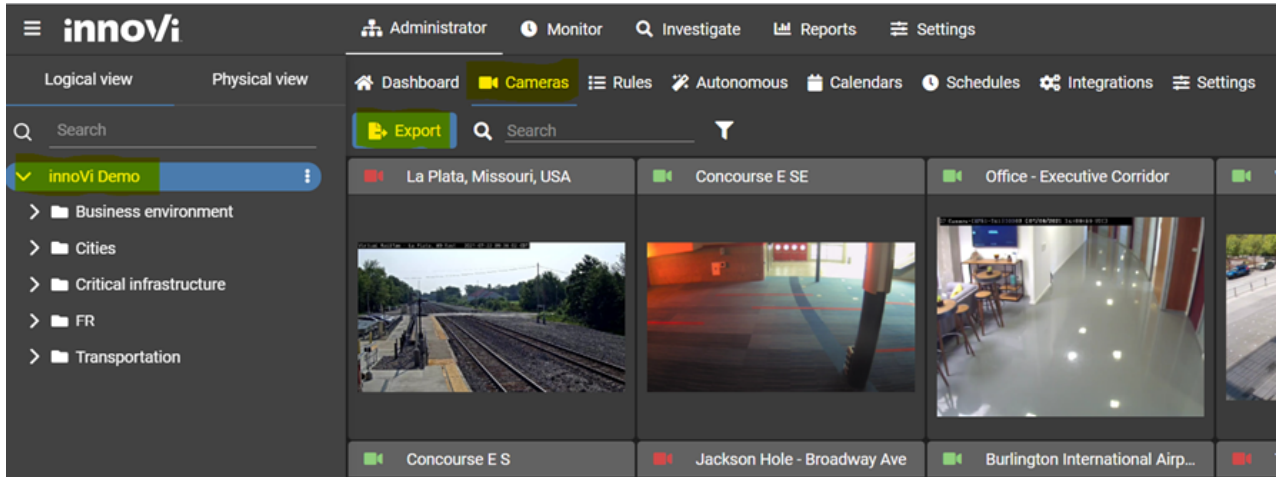 innoVi
Administrator Monitor Investigate Reports Settings
Logical view Physical view
Dashboard Cameras Rules Autonomous Calendars Schedules Integrations Settings
Search
Export Search
innoVi Demo
La Plata, Missouri, USA Concourse E SE Office - Executive Corridor
Business environment
Cities
Critical infrastructure
FR
Transportation
Concourse E S Jackson Hole - Broadway Ave Burlington International Airp...